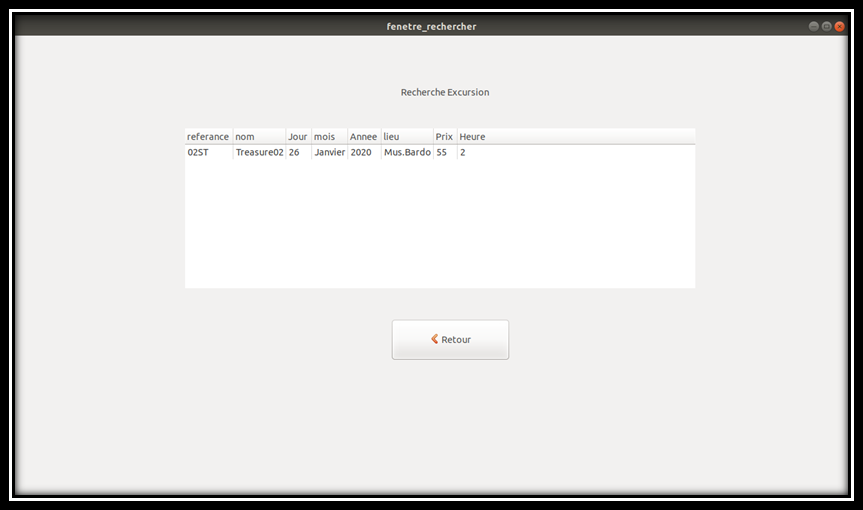 fenetre_rechercher
Recherche Excursion
referance nom Jour mois Annee lieu Prix Heure
02ST Treasure02 26 Janvier 2020 Mus.Bardo 55 2
Retour